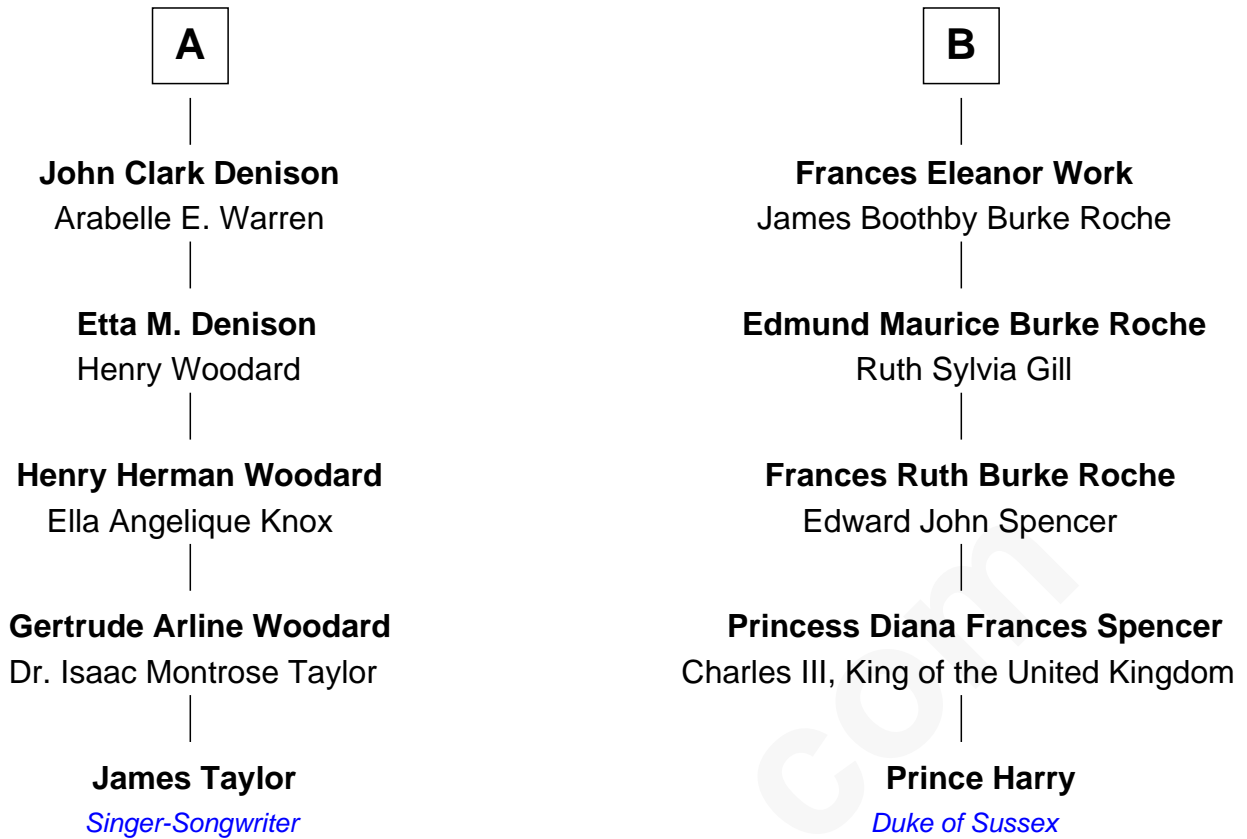 A
John Clark Denison
Arabelle E. Warren
Etta M. Denison
Henry Woodard
Henry Herman Woodard
Ella Angelique Knox
Gertrude Arline Woodard
Dr. Isaac Montrose Taylor
James Taylor
Singer-Songwriter
B
Frances Eleanor Work
James Boothby Burke Roche
Edmund Maurice Burke Roche
Ruth Sylvia Gill
Frances Ruth Burke Roche
Edward John Spencer
Princess Diana Frances Spencer
Charles III, King of the United Kingdom
Prince Harry
Duke of Sussex
com